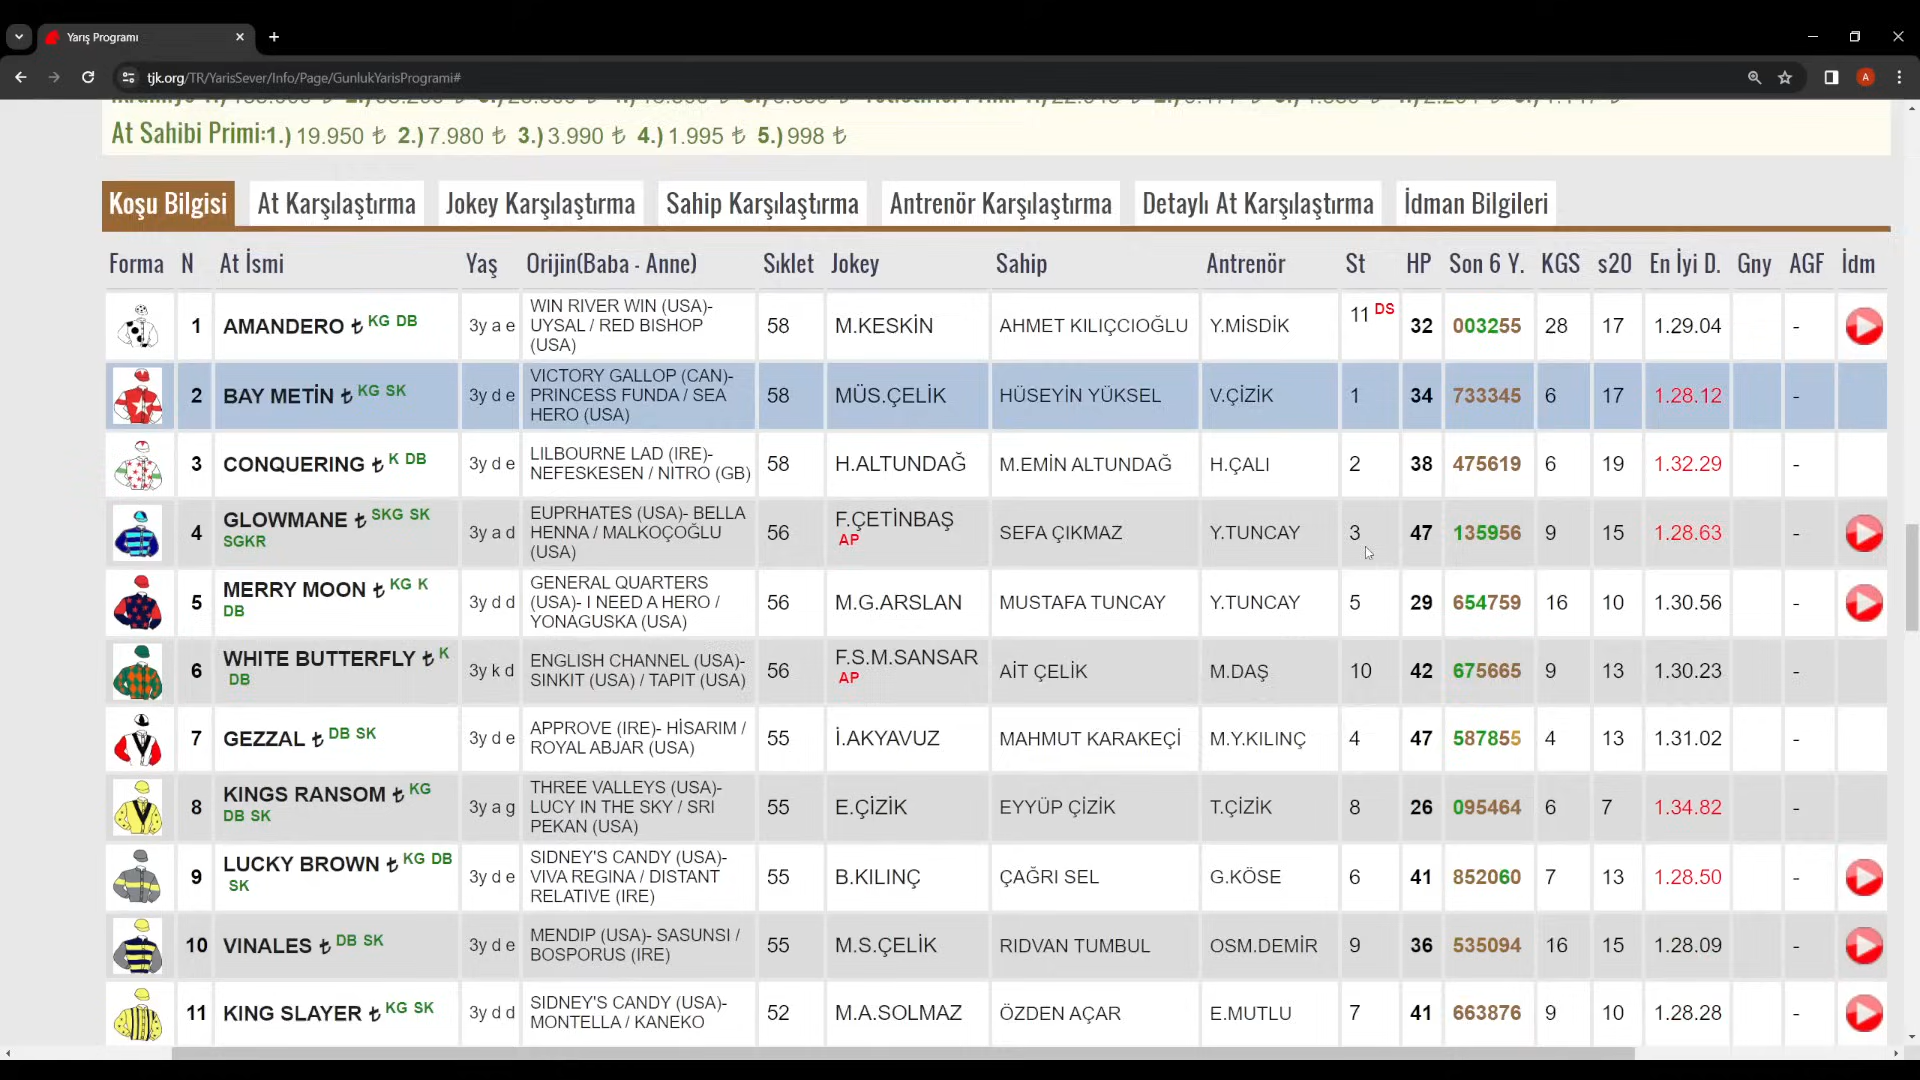 Yarış Programı
tjk.org/TR/YarisSever/Info/Page/GunlukYarisProgrami#
A
At Sahibi Primi:1.) 19.950 ₺ 2.) 7.980 ₺ 3.) 3.990 ₺ 4.) 1.995 ₺ 5.) 998 ₺
Koşu Bilgisi At Karşılaştırma Jokey Karşılaştırma Sahip Karşılaştırma Antrenör Karşılaştırma Detaylı At Karşılaştırma İdman Bilgileri
Forma N At İsmi Yaş Orijin(Baba - Anne) Sıklet Jokey Sahip Antrenör St HP Son 6 Y. KGS s20 En İyi D. Gny AGF İdm
1 AMANDERO ₺ KG DB 3y a e WIN RIVER WIN (USA)- UYSAL / RED BISHOP (USA) 58 M.KESKİN AHMET KILIÇCIOĞLU Y.MİSDİK 11 DS 32 003255 28 17 1.29.04 -
2 BAY METİN ₺ KG SK 3y d e VICTORY GALLOP (CAN)- PRINCESS FUNDA / SEA HERO (USA) 58 MÜS.ÇELİK HÜSEYİN YÜKSEL V.ÇİZİK 1 34 733345 6 17 1.28.12 -
3 CONQUERING ₺ K DB 3y d e LILBOURNE LAD (IRE)- NEFESKESEN / NITRO (GB) 58 H.ALTUNDAĞ M.EMİN ALTUNDAĞ H.ÇALI 2 38 475619 6 19 1.32.29 -
4 GLOWMANE ₺ SKG SK SGKR 3y a d EUPRHATES (USA)- BELLA HENNA / MALKOÇOĞLU (USA) 56 F.ÇETİNBAŞ AP SEFA ÇIKMAZ Y.TUNCAY 3 47 135956 9 15 1.28.63 -
5 MERRY MOON ₺ KG K DB 3y d d GENERAL QUARTERS (USA)- I NEED A HERO / YONAGUSKA (USA) 56 M.G.ARSLAN MUSTAFA TUNCAY Y.TUNCAY 5 29 654759 16 10 1.30.56 -
6 WHITE BUTTERFLY ₺ K DB 3y k d ENGLISH CHANNEL (USA)- SINKIT (USA) / TAPIT (USA) 56 F.S.M.SANSAR AP AİT ÇELİK M.DAŞ 10 42 675665 9 13 1.30.23 -
7 GEZZAL ₺ DB SK 3y d e APPROVE (IRE)- HİSARIM / ROYAL ABJAR (USA) 55 İ.AKYAVUZ MAHMUT KARAKEÇİ M.Y.KILINÇ 4 47 587855 4 13 1.31.02 -
8 KINGS RANSOM ₺ KG DB SK 3y a g THREE VALLEYS (USA)- LUCY IN THE SKY / SRI PEKAN (USA) 55 E.ÇİZİK EYYÜP ÇİZİK T.ÇİZİK 8 26 095464 6 7 1.34.82 -
9 LUCKY BROWN ₺ KG DB SK 3y d e SIDNEY'S CANDY (USA)- VIVA REGINA / DISTANT RELATIVE (IRE) 55 B.KILINÇ ÇAĞRI SEL G.KÖSE 6 41 852060 7 13 1.28.50 -
10 VINALES ₺ DB SK 3y d e MENDIP (USA)- SASUNSI / BOSPORUS (IRE) 55 M.S.ÇELİK RIDVAN TUMBUL OSM.DEMİR 9 36 535094 16 15 1.28.09 -
11 KING SLAYER ₺ KG SK 3y d d SIDNEY'S CANDY (USA)- MONTELLA / KANEKO 52 M.A.SOLMAZ ÖZDEN AÇAR E.MUTLU 7 41 663876 9 10 1.28.28 -